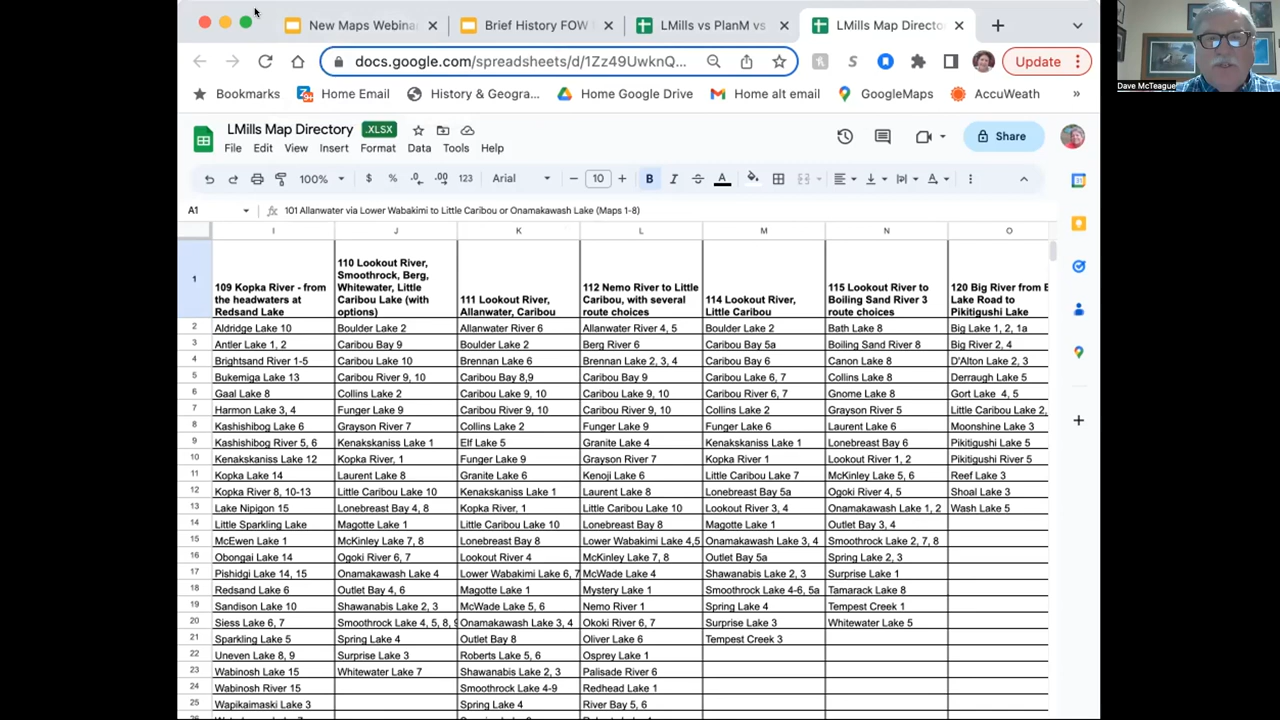 New Maps Webinar
Brief History FOW
LMills vs PlanM vs
LMills Map Directo
docs.google.com/spreadsheets/d/1Zz49UwknQ...
Update
Bookmarks
Home Email
History & Geogra...
Home Google Drive
Home alt email
GoogleMaps
AccuWeath
»
Dave McTeague
LMills Map Directory
.XLSX
File Edit View Insert Format Data Tools Help
Share
100% $ % .0 .00 123 Arial - 10 + B I S A
A1
fx 101 Allanwater via Lower Wabakimi to Little Caribou or Onamakawash Lake (Maps 1-8)
I J K L M N O
1
109 Kopka River - from the headwaters at Redsand Lake
110 Lookout River, Smoothrock, Berg, Whitewater, Little Caribou Lake (with options)
111 Lookout River, Allanwater, Caribou
112 Nemo River to Little Caribou, with several route choices
114 Lookout River, Little Caribou
115 Lookout River to Boiling Sand River 3 route choices
120 Big River from B Lake Road to Pikitigushi Lake
2 Aldridge Lake 10 Boulder Lake 2 Allanwater River 6 Allanwater River 4, 5 Boulder Lake 2 Bath Lake 8 Big Lake 1, 2, 1a
3 Antler Lake 1, 2 Caribou Bay 9 Boulder Lake 2 Berg River 6 Caribou Bay 5a Boiling Sand River 8 Big River 2, 4
4 Brightsand River 1-5 Caribou Lake 10 Brennan Lake 6 Brennan Lake 2, 3, 4 Caribou Bay 6 Canon Lake 8 D'Alton Lake 2, 3
5 Bukemiga Lake 13 Caribou River 9, 10 Caribou Bay 8,9 Caribou Bay 9 Caribou Lake 6, 7 Collins Lake 8 Derraugh Lake 5
6 Gaal Lake 8 Collins Lake 2 Caribou Lake 9, 10 Caribou Lake 9, 10 Caribou River 6, 7 Gnome Lake 8 Gort Lake 4, 5
7 Harmon Lake 3, 4 Funger Lake 9 Caribou River 9, 10 Caribou River 9, 10 Collins Lake 2 Grayson River 5 Little Caribou Lake 2,
8 Kashishibog Lake 6 Grayson River 7 Collins Lake 2 Funger Lake 9 Funger Lake 6 Laurent Lake 6 Moonshine Lake 3
9 Kashishibog River 5, 6 Kenakskaniss Lake 1 Elf Lake 5 Granite Lake 4 Kenakskaniss Lake 1 Lonebreast Bay 6 Pikitigushi Lake 5
10 Kenakskaniss Lake 12 Kopka River, 1 Funger Lake 9 Grayson River 7 Kopka River 1 Lookout River 1, 2 Pikitigushi River 5
11 Kopka Lake 14 Laurent Lake 8 Granite Lake 6 Kenoji Lake 6 Little Caribou Lake 7 McKinley Lake 5, 6 Reef Lake 3
12 Kopka River 8, 10-13 Little Caribou Lake 10 Kenakskaniss Lake 1 Laurent Lake 8 Lonebreast Bay 5a Ogoki River 4, 5 Shoal Lake 3
13 Lake Nipigon 15 Lonebreast Bay 4, 8 Kopka River, 1 Little Caribou Lake 10 Lookout River 3, 4 Onamakawash Lake 1, 2 Wash Lake 5
14 Little Sparkling Lake Magotte Lake 1 Little Caribou Lake 10 Lonebreast Bay 8 Magotte Lake 1 Outlet Bay 3, 4
15 McEwen Lake 1 McKinley Lake 7, 8 Lonebreast Bay 8 Lower Wabakimi Lake 4,5 Onamakawash Lake 3, 4 Smoothrock Lake 2, 7, 8
16 Obongai Lake 14 Ogoki River 6, 7 Lookout River 4 McKinley Lake 7, 8 Outlet Bay 5a Spring Lake 2, 3
17 Pishidgi Lake 14, 15 Onamakawash Lake 4 Lower Wabakimi Lake 6, 7 McWade Lake 4 Shawanabis Lake 2, 3 Surprise Lake 1
18 Redsand Lake 6 Outlet Bay 4, 6 Magotte Lake 1 Mystery Lake 1 Smoothrock Lake 4-6, 5a Tamarack Lake 8
19 Sandison Lake 10 Shawanabis Lake 2, 3 McWade Lake 5, 6 Nemo River 1 Spring Lake 4 Tempest Creek 1
20 Siess Lake 6, 7 Smoothrock Lake 4, 5, 8, 9 Onamakawash Lake 3, 4 Okoki River 6, 7 Surprise Lake 3 Whitewater Lake 5
21 Sparkling Lake 5 Spring Lake 4 Outlet Bay 8 Oliver Lake 6 Tempest Creek 3
22 Uneven Lake 8, 9 Surprise Lake 3 Roberts Lake 5, 6 Osprey Lake 1
23 Wabinosh Lake 15 Whitewater Lake 7 Shawanabis Lake 2, 3 Palisade River 6
24 Wabinosh River 15 Smoothrock Lake 4-9 Redhead Lake 1
25 Wapikaimaski Lake 3 Spring Lake 4 River Bay 5, 6